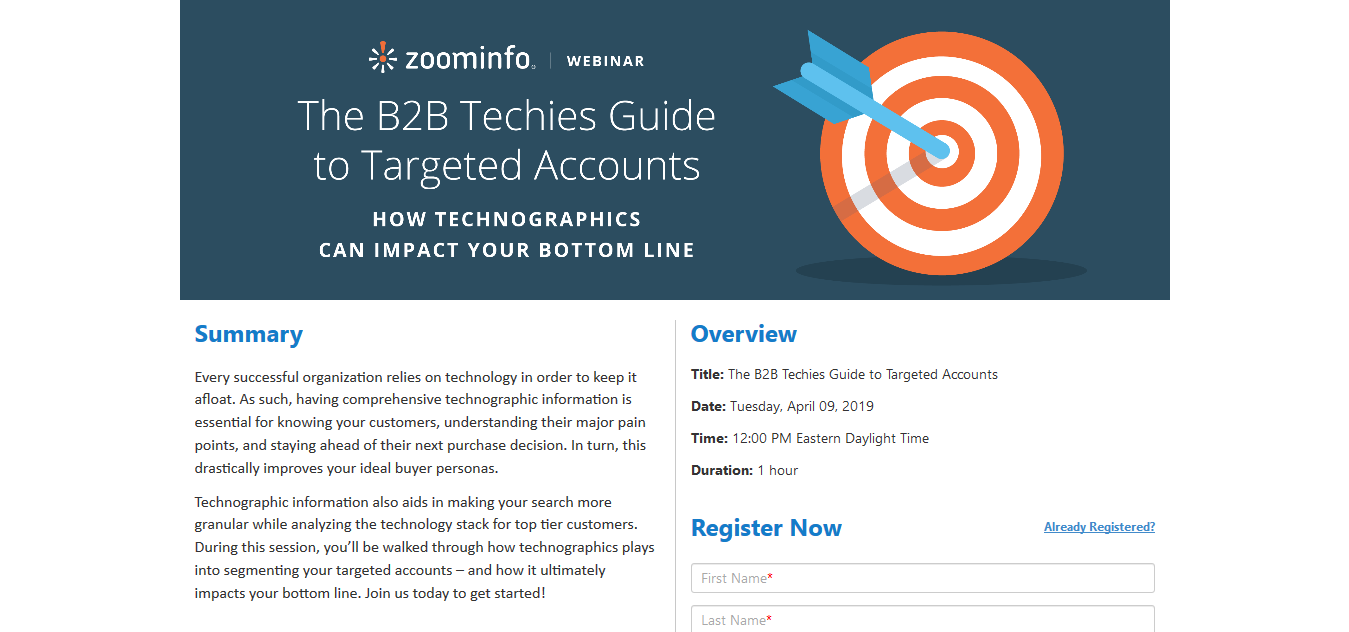 zoominfo | WEBINAR
The B2B Techies Guide
to Targeted Accounts
HOW TECHNOGRAPHICS
CAN IMPACT YOUR BOTTOM LINE
Summary
Every successful organization relies on technology in order to keep it
afloat. As such, having comprehensive technographic information is
essential for knowing your customers, understanding their major pain
points, and staying ahead of their next purchase decision. In turn, this
drastically improves your ideal buyer personas.
Technographic information also aids in making your search more
granular while analyzing the technology stack for top tier customers.
During this session, you’ll be walked through how technographics plays
into segmenting your targeted accounts – and how it ultimately
impacts your bottom line. Join us today to get started!
Overview
Title: The B2B Techies Guide to Targeted Accounts
Date: Tuesday, April 09, 2019
Time: 12:00 PM Eastern Daylight Time
Duration: 1 hour
Register Now
Already Registered?
First Name*
Last Name*